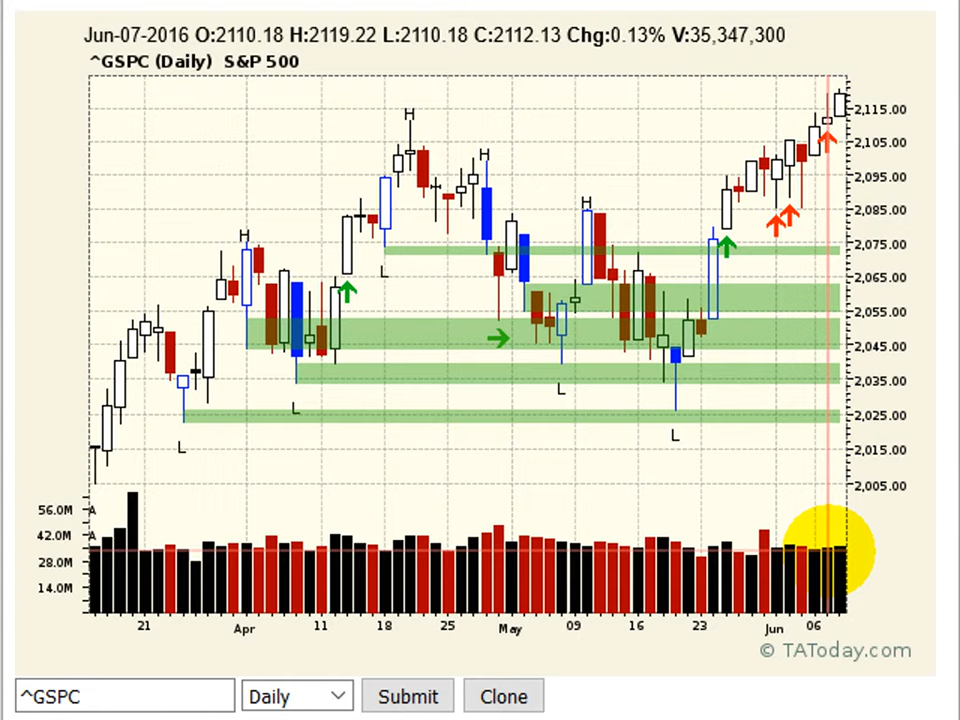 Jun-07-2016 O:2110.18 H:2119.22 L:2110.18 C:2112.13 Chg:0.13% V:35,347,300
^GSPC (Daily) S&P 500
H
2,115.00
2,105.00
H
2,095.00
H
2,085.00
H
2,075.00
L
2,065.00
2,055.00
2,045.00
2,035.00
L
L
2,025.00
L
L
2,015.00
2,005.00
56.0M A
42.0M A
28.0M
14.0M
21 Apr 11 18 25 May 09 16 23 Jun 06
© TAToday.com
^GSPC Daily Submit Clone